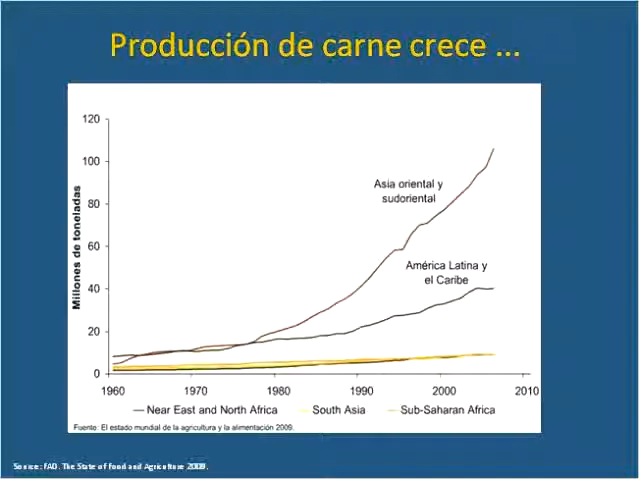 Producción de carne crece ...
Millones de toneladas
120
100
80
60
40
20
0
Asia oriental y
sudoriental
América Latina y
el Caribe
1960 1970 1980 1990 2000 2010
Near East and North Africa South Asia Sub-Saharan Africa
Fuente: El estado mundial de la agricultura y la alimentación 2009.
Source: FAO. The State of Food and Agriculture 2009.